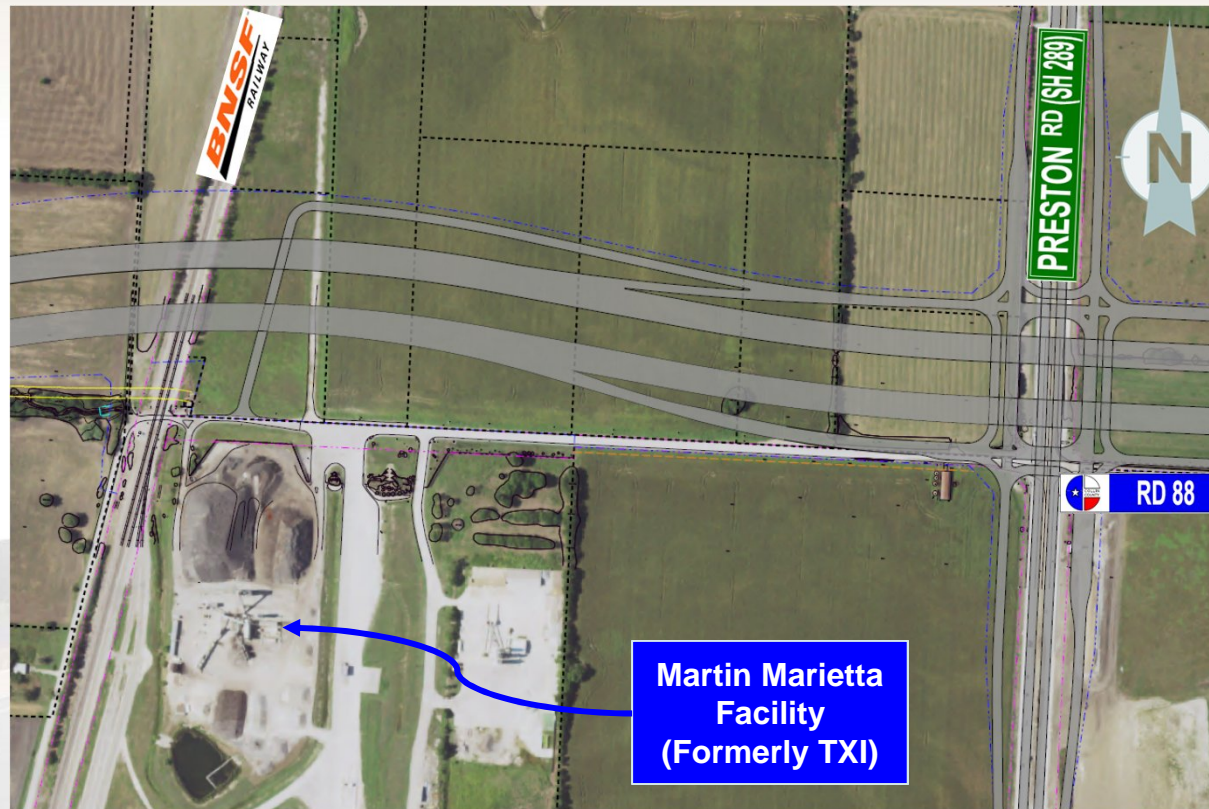 BNSF
RAILWAY
PRESTON RD (SH 289)
N
RD 88
Martin Marietta
Facility
(Formerly TXI)